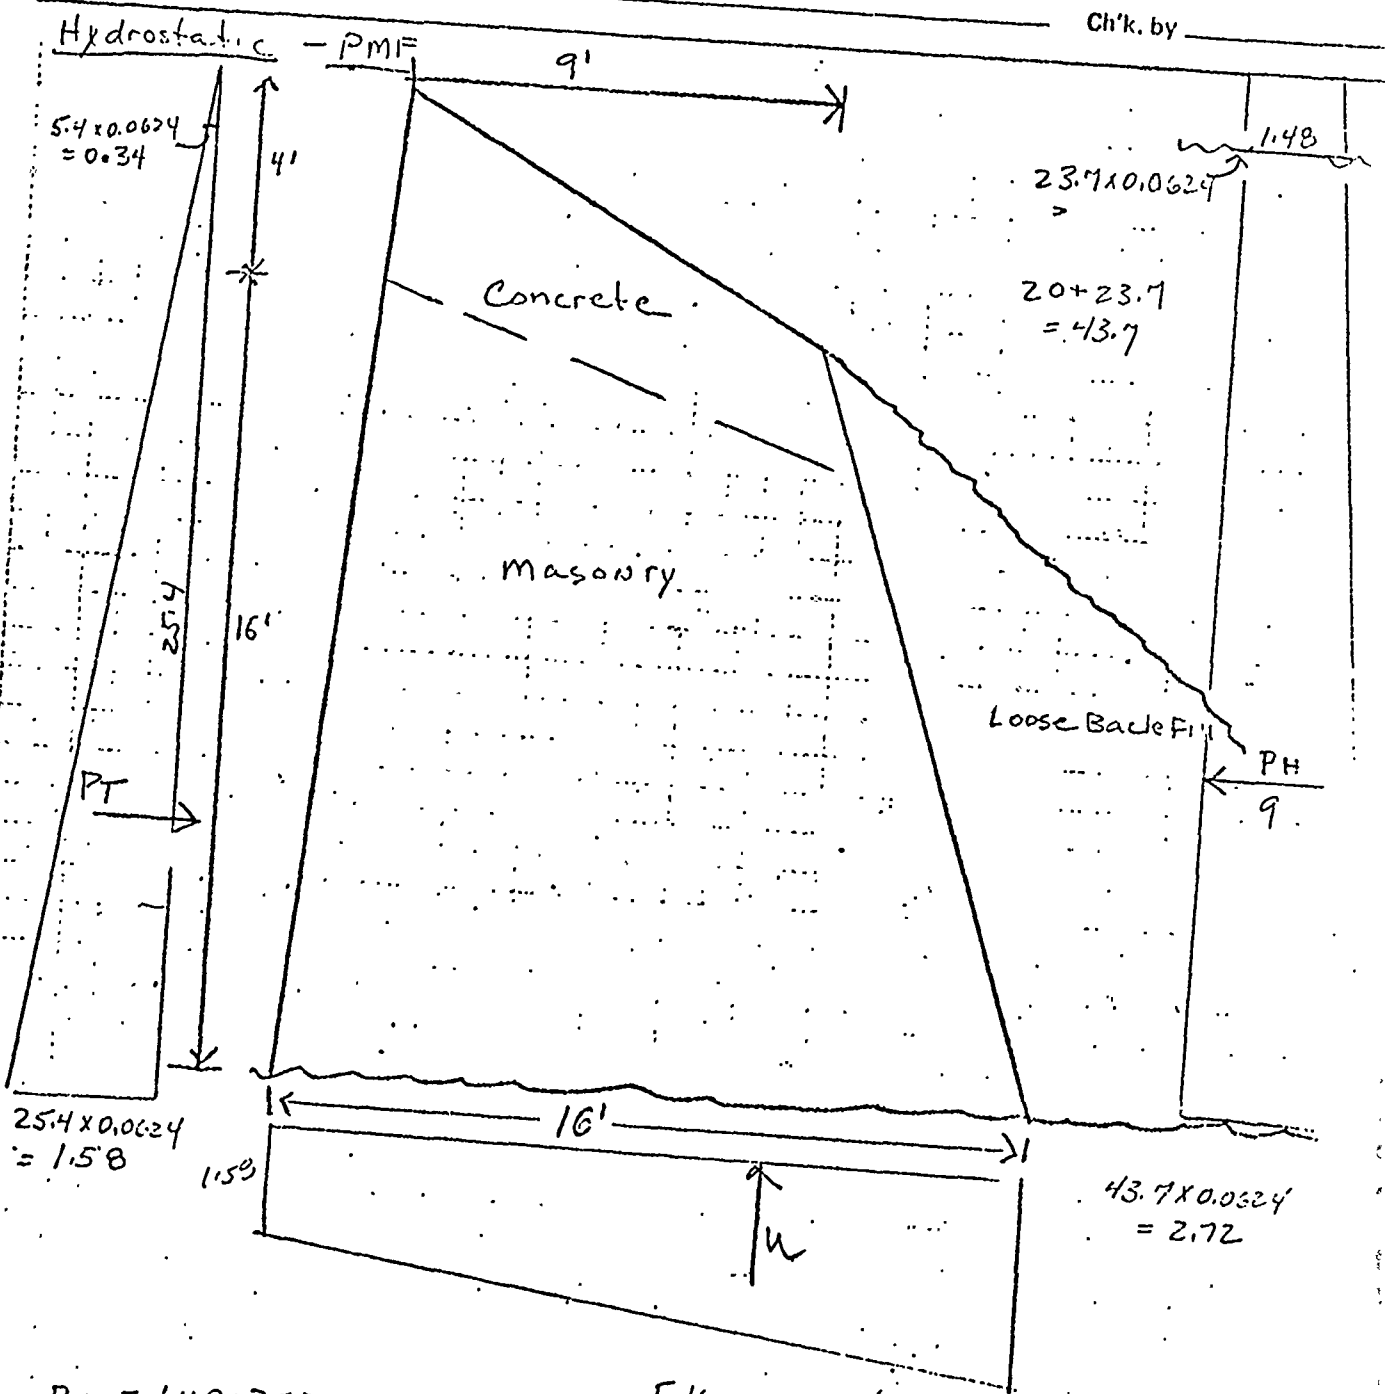 Ch'k. by
Hydrostatic - PMF
9'
5.4 x 0.0624
= 0.34
4'
1.48
23.7 x 0.0624
20 + 23.7
= 43.7
Concrete
Masonry
25.4
16'
Loose Backfill
PT
PH
9
16'
25.4 x 0.0624
= 1.58
1.58
43.7 x 0.0624
= 2.72
u